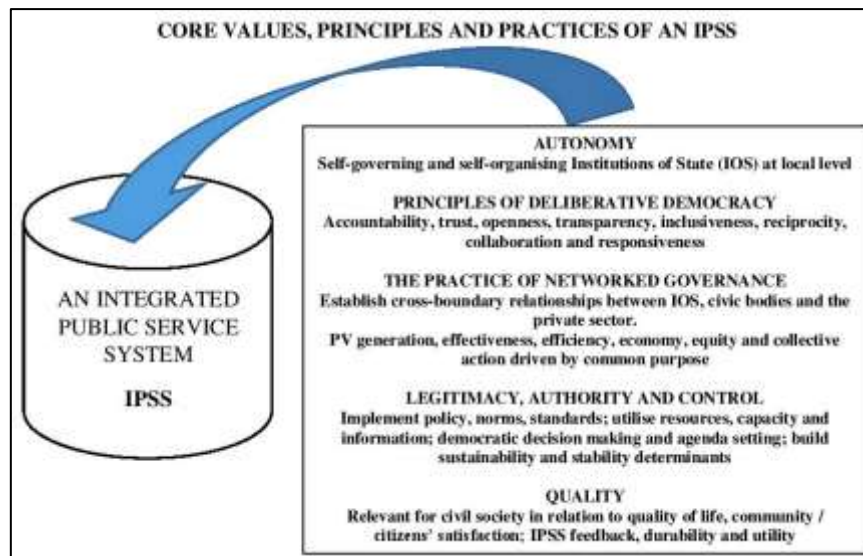 CORE VALUES, PRINCIPLES AND PRACTICES OF AN IPSS
AN INTEGRATED
PUBLIC SERVICE
SYSTEM
IPSS
AUTONOMY
Self-governing and self-organising Institutions of State (IOS) at local level
PRINCIPLES OF DELIBERATIVE DEMOCRACY
Accountability, trust, openness, transparency, inclusiveness, reciprocity,
collaboration and responsiveness
THE PRACTICE OF NETWORKED GOVERNANCE
Establish cross-boundary relationships between IOS, civic bodies and the
private sector.
PV generation, effectiveness, efficiency, economy, equity and collective
action driven by common purpose
LEGITIMACY, AUTHORITY AND CONTROL
Implement policy, norms, standards; utilise resources, capacity and
information; democratic decision making and agenda setting; build
sustainability and stability determinants
QUALITY
Relevant for civil society in relation to quality of life, community /
citizens' satisfaction; IPSS feedback, durability and utility